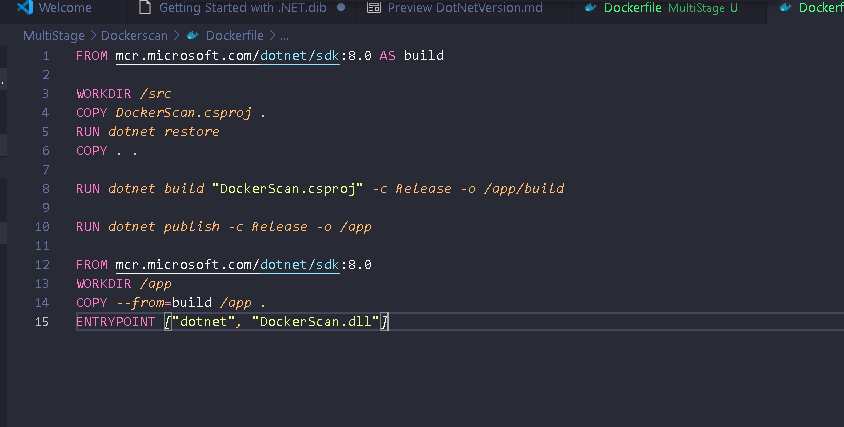 Welcome Getting Started with .NET.dib Preview DotNetVersion.md Dockerfile MultiStage U Dockerf
MultiStage > Dockerscan > Dockerfile > ...
1 FROM mcr.microsoft.com/dotnet/sdk:8.0 AS build
2
3 WORKDIR /src
4 COPY DockerScan.csproj .
5 RUN dotnet restore
6 COPY . .
7
8 RUN dotnet build "DockerScan.csproj" -c Release -o /app/build
9
10 RUN dotnet publish -c Release -o /app
11
12 FROM mcr.microsoft.com/dotnet/sdk:8.0
13 WORKDIR /app
14 COPY --from=build /app .
15 ENTRYPOINT ["dotnet", "DockerScan.dll"]